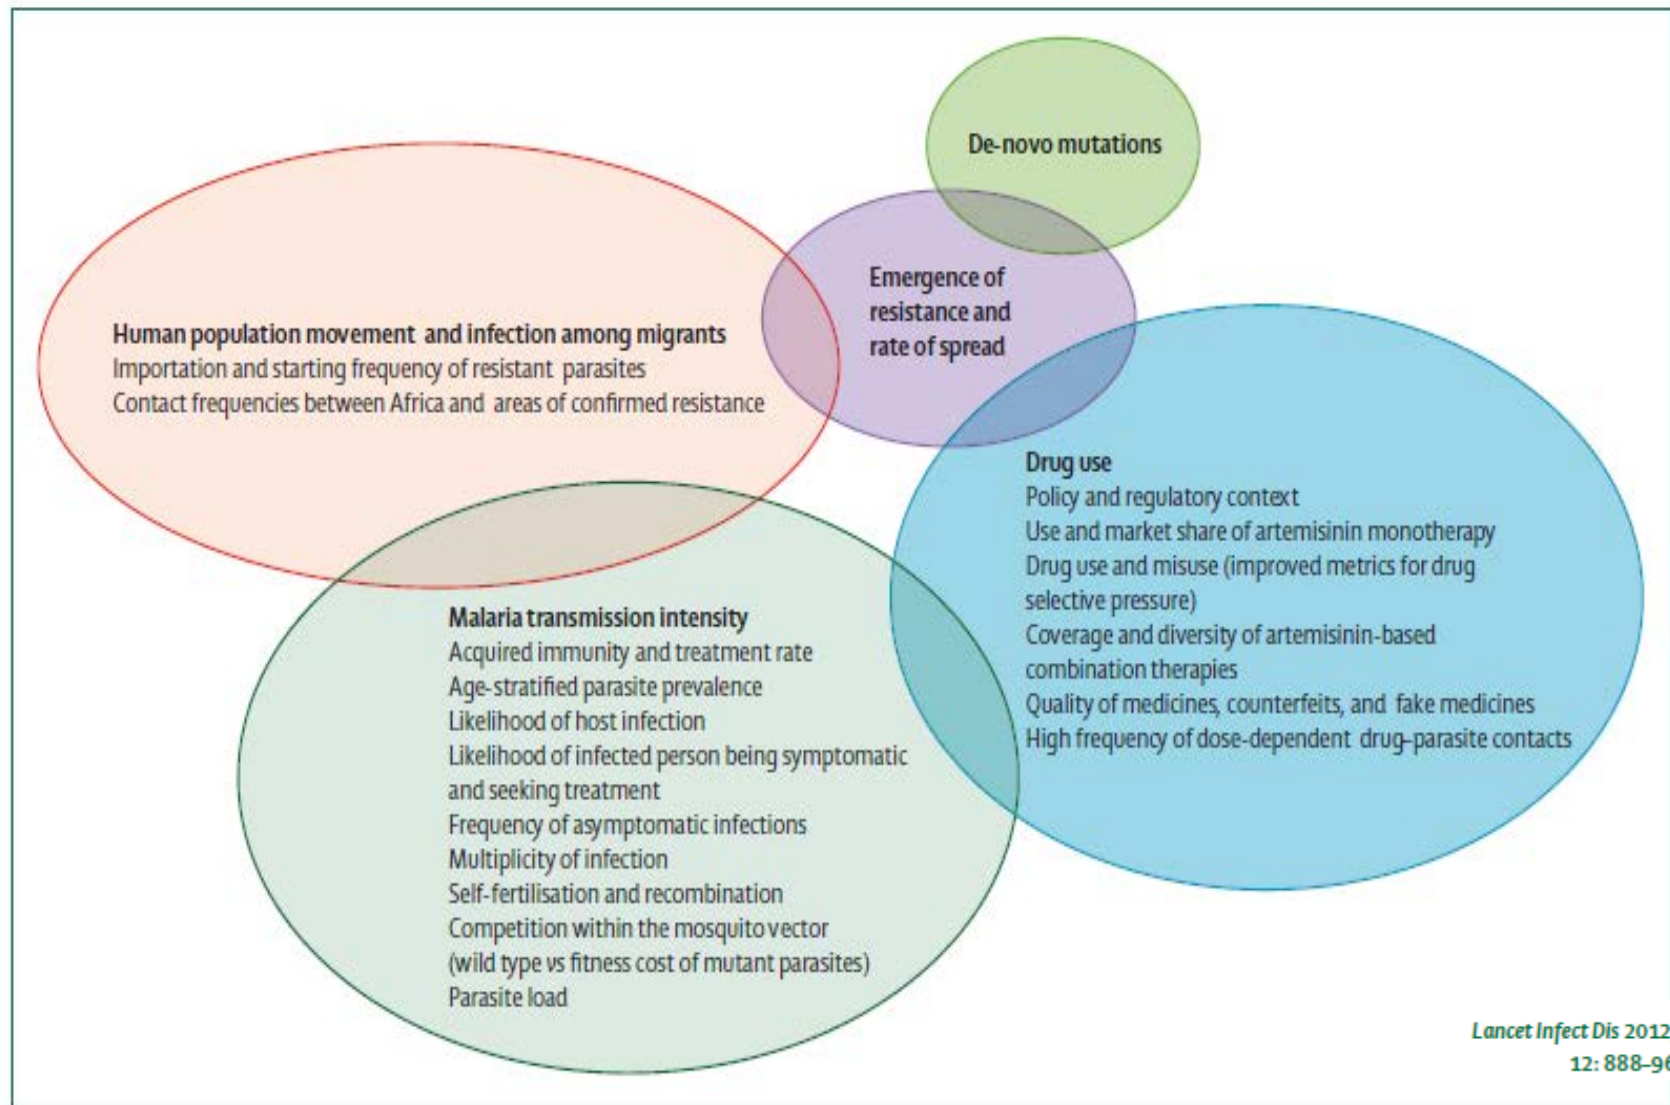 De-novo mutations
Emergence of
resistance and
rate of spread
Human population movement and infection among migrants
Importation and starting frequency of resistant parasites
Contact frequencies between Africa and areas of confirmed resistance
Drug use
Policy and regulatory context
Use and market share of artemisinin monotherapy
Drug use and misuse (improved metrics for drug
selective pressure)
Coverage and diversity of artemisinin-based
combination therapies
Quality of medicines, counterfeits, and fake medicines
High frequency of dose-dependent drug-parasite contacts
Malaria transmission intensity
Acquired immunity and treatment rate
Age-stratified parasite prevalence
Likelihood of host infection
Likelihood of infected person being symptomatic
and seeking treatment
Frequency of asymptomatic infections
Multiplicity of infection
Self-fertilisation and recombination
Competition within the mosquito vector
(wild type vs fitness cost of mutant parasites)
Parasite load
Lancet Infect Dis 2012
12: 888–96